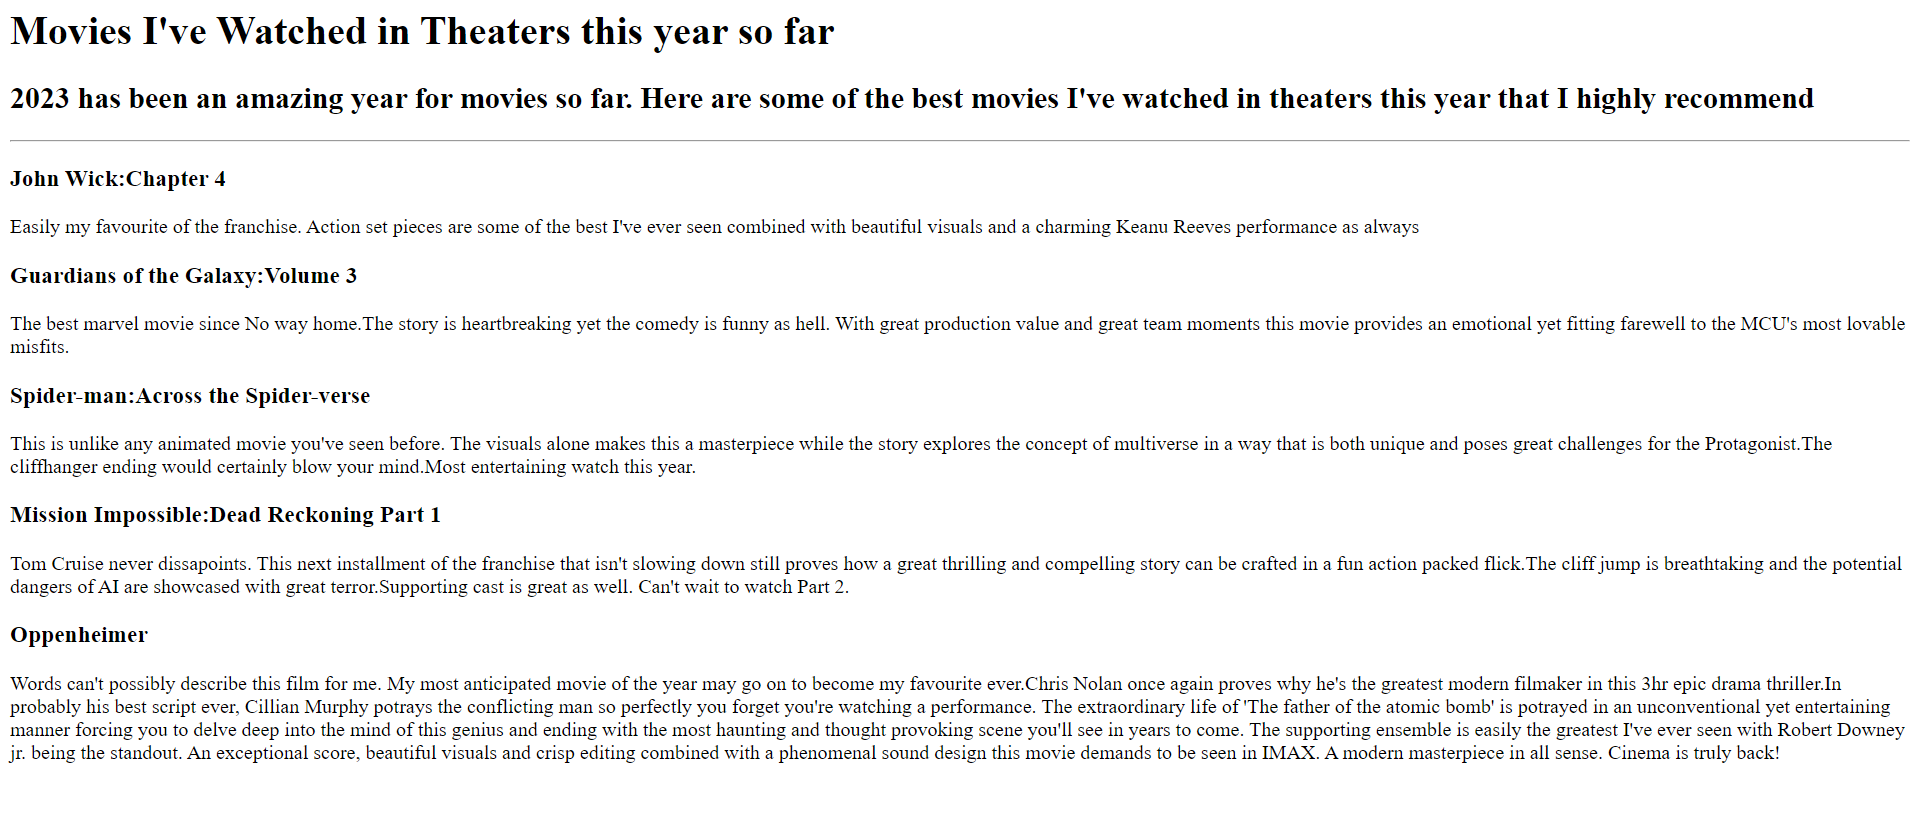 Movies I've Watched in Theaters this year so far
2023 has been an amazing year for movies so far. Here are some of the best movies I've watched in theaters this year that I highly recommend
John Wick:Chapter 4
Easily my favourite of the franchise. Action set pieces are some of the best I've ever seen combined with beautiful visuals and a charming Keanu Reeves performance as always
Guardians of the Galaxy:Volume 3
The best marvel movie since No way home.The story is heartbreaking yet the comedy is funny as hell. With great production value and great team moments this movie provides an emotional yet fitting farewell to the MCU's most lovable
misfits.
Spider-man:Across the Spider-verse
This is unlike any animated movie you've seen before. The visuals alone makes this a masterpiece while the story explores the concept of multiverse in a way that is both unique and poses great challenges for the Protagonist.The
cliffhanger ending would certainly blow your mind.Most entertaining watch this year.
Mission Impossible:Dead Reckoning Part 1
Tom Cruise never dissapoints. This next installment of the franchise that isn't slowing down still proves how a great thrilling and compelling story can be crafted in a fun action packed flick.The cliff jump is breathtaking and the potential
dangers of AI are showcased with great terror.Supporting cast is great as well. Can't wait to watch Part 2.
Oppenheimer
Words can't possibly describe this film for me. My most anticipated movie of the year may go on to become my favourite ever.Chris Nolan once again proves why he's the greatest modern filmaker in this 3hr epic drama thriller.In
probably his best script ever, Cillian Murphy potrays the conflicting man so perfectly you forget you're watching a performance. The extraordinary life of 'The father of the atomic bomb' is potrayed in an unconventional yet entertaining
manner forcing you to delve deep into the mind of this genius and ending with the most haunting and thought provoking scene you'll see in years to come. The supporting ensemble is easily the greatest I've ever seen with Robert Downey
jr. being the standout. An exceptional score, beautiful visuals and crisp editing combined with a phenomenal sound design this movie demands to be seen in IMAX. A modern masterpiece in all sense. Cinema is truly back!